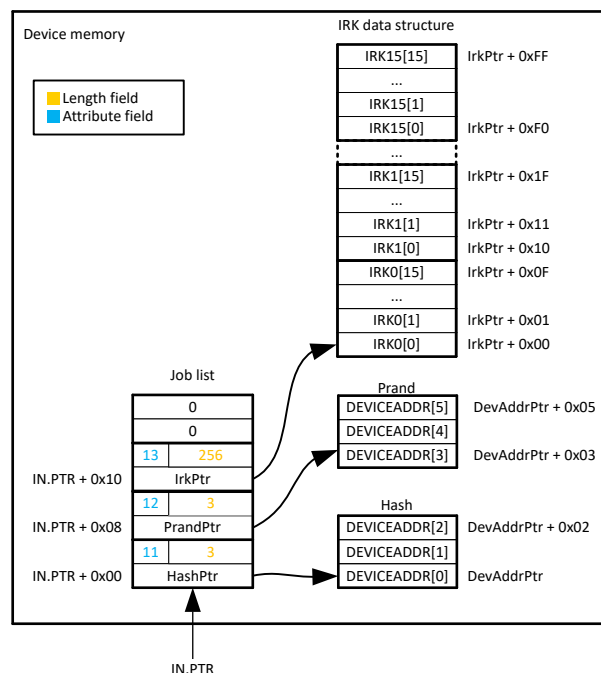 Device memory
IRK data structure
Length field
Attribute field
IRK15[15] IrkPtr + 0xFF
...
IRK15[1]
IRK15[0] IrkPtr + 0xF0
...
IRK1[15] IrkPtr + 0x1F
...
IRK1[1] IrkPtr + 0x11
IRK1[0] IrkPtr + 0x10
IRK0[15] IrkPtr + 0x0F
...
IRK0[1] IrkPtr + 0x01
IRK0[0] IrkPtr + 0x00
Job list
0
0
13 256
IN.PTR + 0x10 IrkPtr
12 3
IN.PTR + 0x08 PrandPtr
11 3
IN.PTR + 0x00 HashPtr
Prand
DEVICEADDR[5] DevAddrPtr + 0x05
DEVICEADDR[4]
DEVICEADDR[3] DevAddrPtr + 0x03
Hash
DEVICEADDR[2] DevAddrPtr + 0x02
DEVICEADDR[1]
DEVICEADDR[0] DevAddrPtr
IN.PTR